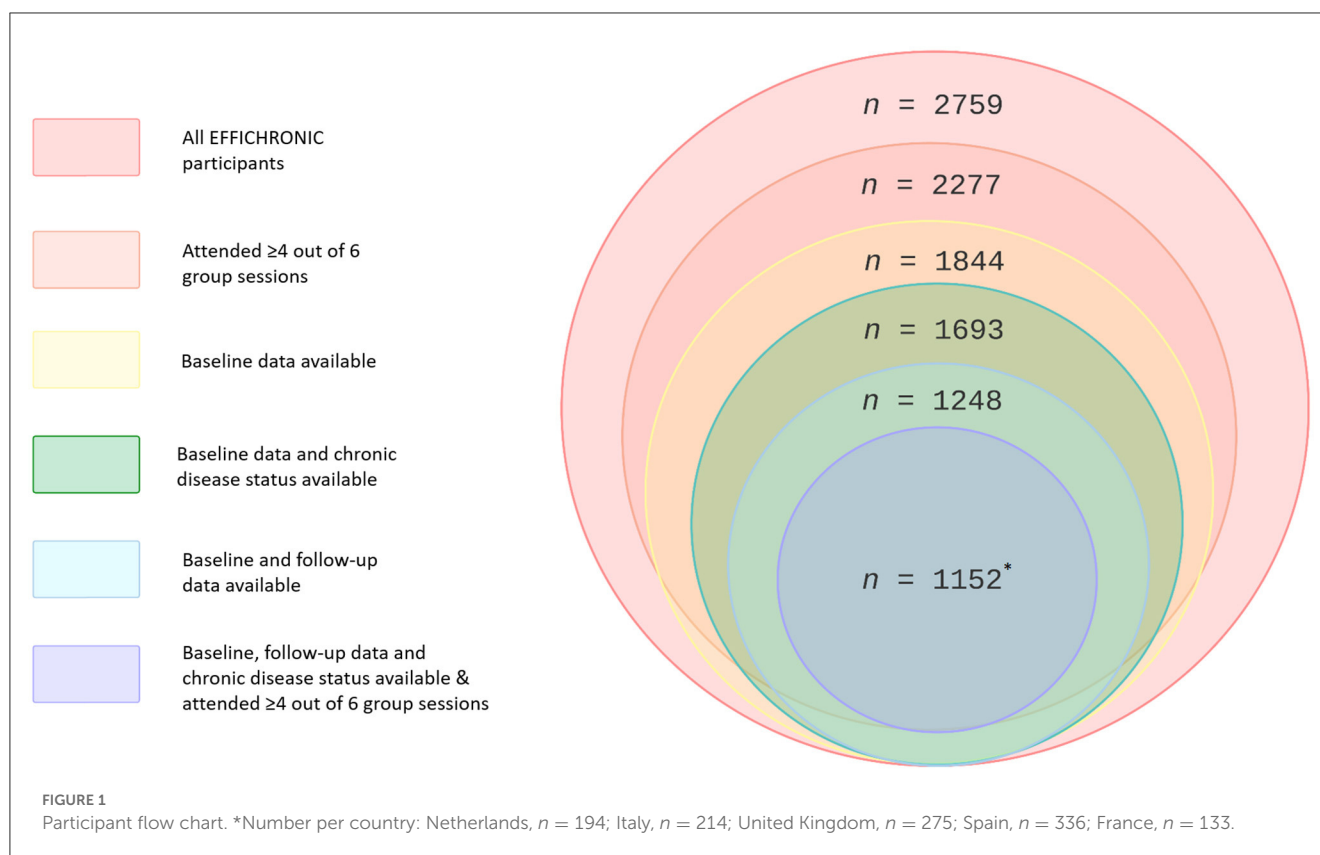 All EFFICHRONIC
participants
Attended ≥4 out of 6
group sessions
Baseline data available
Baseline data and chronic
disease status available
Baseline and follow-up
data available
Baseline, follow-up data and
chronic disease status available &
attended ≥4 out of 6 group sessions
n = 2759
n = 2277
n = 1844
n = 1693
n = 1248
n = 1152*
FIGURE 1
Participant flow chart. *Number per country: Netherlands, n = 194; Italy, n = 214; United Kingdom, n = 275; Spain, n = 336; France, n = 133.